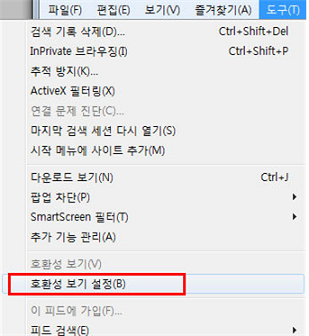 파일(F) 편집(E) 보기(V) 즐겨찾기(A) 도구(T)
검색 기록 삭제(D)... Ctrl+Shift+Del
InPrivate 브라우징(I) Ctrl+Shift+P
추적 방지(K)...
ActiveX 필터링(X)
연결 문제 진단(C)...
마지막 검색 세션 다시 열기(S)
시작 메뉴에 사이트 추가(M)
다운로드 보기(N) Ctrl+J
팝업 차단(P)
SmartScreen 필터(T)
추가 기능 관리(A)
호환성 보기(V)
호환성 보기 설정(B)
이 피드에 가입(F)...
피드 검색(E)